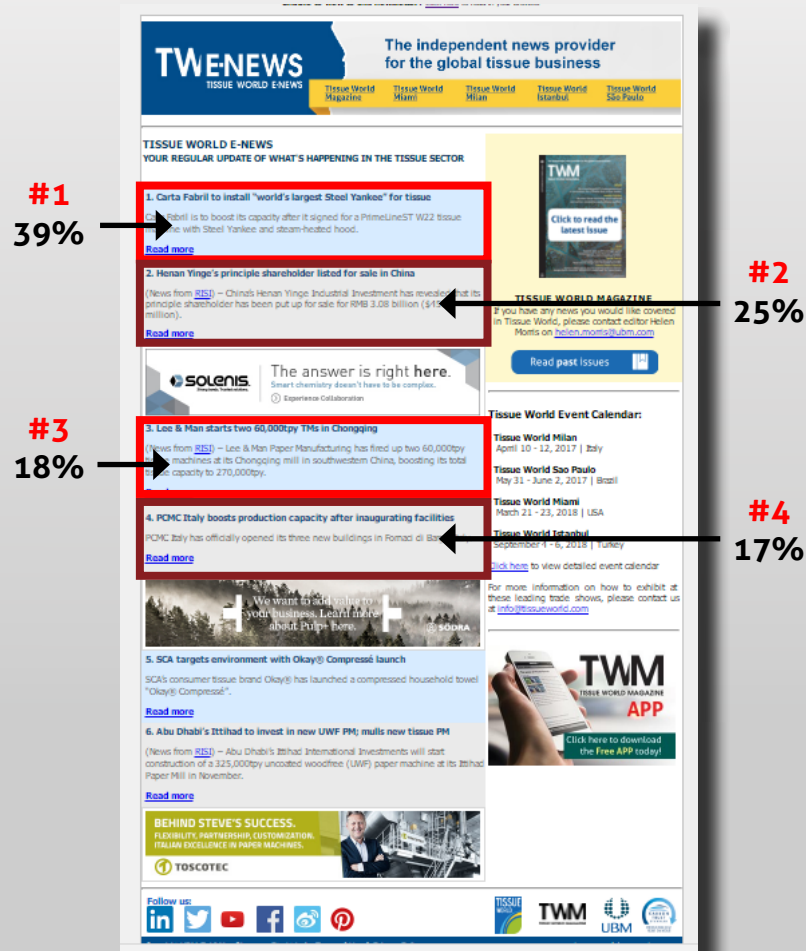 TWE-NEWS
TISSUE WORLD E-NEWS
The independent news provider
for the global tissue business
Tissue World
Magazine
Tissue World
Miami
Tissue World
Milan
Tissue World
Istanbul
Tissue World
São Paulo
TISSUE WORLD E-NEWS
YOUR REGULAR UPDATE OF WHAT'S HAPPENING IN THE TISSUE SECTOR
#1
39%
1. Carta Fabril to install "world's largest Steel Yankee" for tissue
Carta Fabril is to boost its capacity after it signed for a PrimeLineST W22 tissue
machine with Steel Yankee and steam-heated hood.
Read more
#2
25%
2. Henan Yinge's principle shareholder listed for sale in China
(News from RISI) – China's Henan Yinge Industrial Investment has revealed that its
principle shareholder has been put up for sale for RMB 3.08 billion
million).
Read more
SOLENIS.
The answer is right here.
Smart chemistry doesn't have to be complex.
Experience Collaboration
#3
18%
3. Lee & Man starts two 60,000tpy TMs in Chongqing
(News from RISI) – Lee & Man Paper Manufacturing has fired up two 60,000tpy
machines at its Chongqing mill in southwestern China, boosting its total
tissue capacity to 270,000tpy.
#4
17%
4. PCMC Italy boosts production capacity after inaugurating facilities
PCMC Italy has officially opened its three new buildings in Fornaci di
Read more
We want to add value to
your business. Learn more
about Pulp+ here.
SÖDRA
5. SCA targets environment with Okay® Compressé launch
SCA's consumer tissue brand Okay® has launched a compressed household towel
"Okay® Compressé".
Read more
6. Abu Dhabi's Ittihad to invest in new UWF PM; mulls new tissue PM
(News from RISI) – Abu Dhabi's Ittihad International Investments will start
construction of a 325,000tpy uncoated woodfree (UWF) paper machine at its Ittihad
Paper Mill in November.
Read more
BEHIND STEVE'S SUCCESS.
FLEXIBILITY, PARTNERSHIP, CUSTOMIZATION.
ITALIAN EXCELLENCE IN PAPER MACHINES.
TOSCOTEC
TWM
Click to read the
latest issue
TISSUE WORLD MAGAZINE
If you have any news you would like covered
in Tissue World, please contact editor Helen
Morris on helen.morris@ubm.com
Read past issues
Tissue World Event Calendar:
Tissue World Milan
April 10 - 12, 2017 | Italy
Tissue World Sao Paulo
May 31 - June 2, 2017 | Brazil
Tissue World Miami
March 21 - 23, 2018 | USA
Tissue World Istanbul
September 4 - 6, 2018 | Turkey
Click here to view detailed event calendar
For more information on how to exhibit at
these leading trade shows, please contact us
at info@tissueworld.com
TWM
TISSUE WORLD MAGAZINE
APP
Click here to download
the Free APP today!
Follow us:
TISSUE
WORLD
TWM
UBM